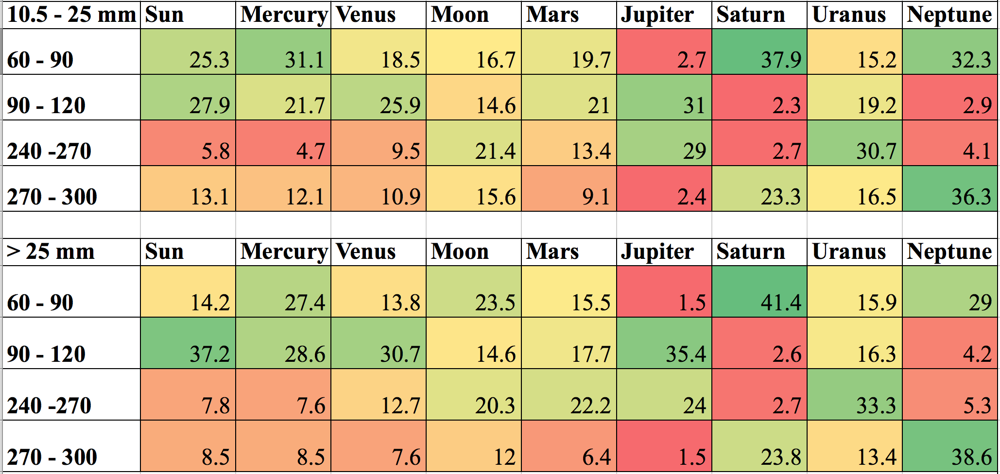 10.5 - 25 mm Sun Mercury Venus Moon Mars Jupiter Saturn Uranus Neptune
60 - 90 25.3 31.1 18.5 16.7 19.7 2.7 37.9 15.2 32.3
90 - 120 27.9 21.7 25.9 14.6 21 31 2.3 19.2 2.9
240 -270 5.8 4.7 9.5 21.4 13.4 29 2.7 30.7 4.1
270 - 300 13.1 12.1 10.9 15.6 9.1 2.4 23.3 16.5 36.3
> 25 mm Sun Mercury Venus Moon Mars Jupiter Saturn Uranus Neptune
60 - 90 14.2 27.4 13.8 23.5 15.5 1.5 41.4 15.9 29
90 - 120 37.2 28.6 30.7 14.6 17.7 35.4 2.6 16.3 4.2
240 -270 7.8 7.6 12.7 20.3 22.2 24 2.7 33.3 5.3
270 - 300 8.5 8.5 7.6 12 6.4 1.5 23.8 13.4 38.6